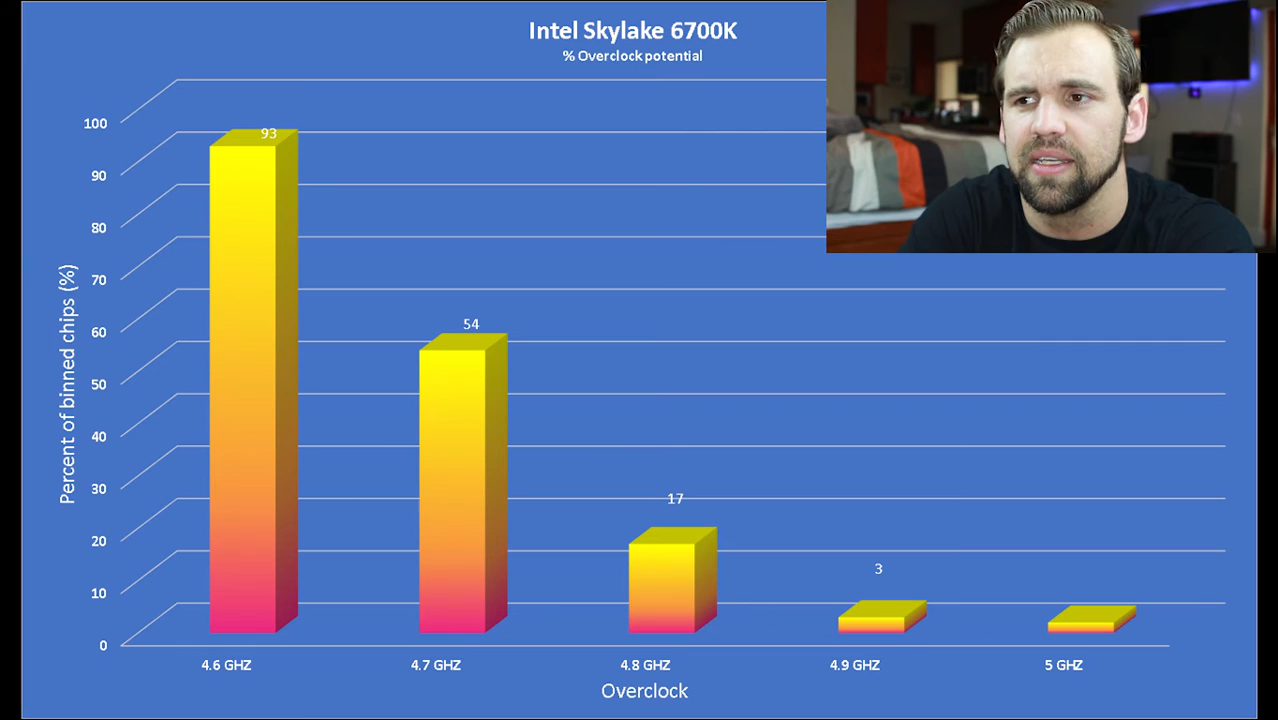 Intel Skylake 6700K
% Overclock potential
Percent of binned chips (%)
100
90
80
70
60
50
40
30
20
10
0
93
54
17
3
4.6 GHZ
4.7 GHZ
4.8 GHZ
4.9 GHZ
5 GHZ
Overclock